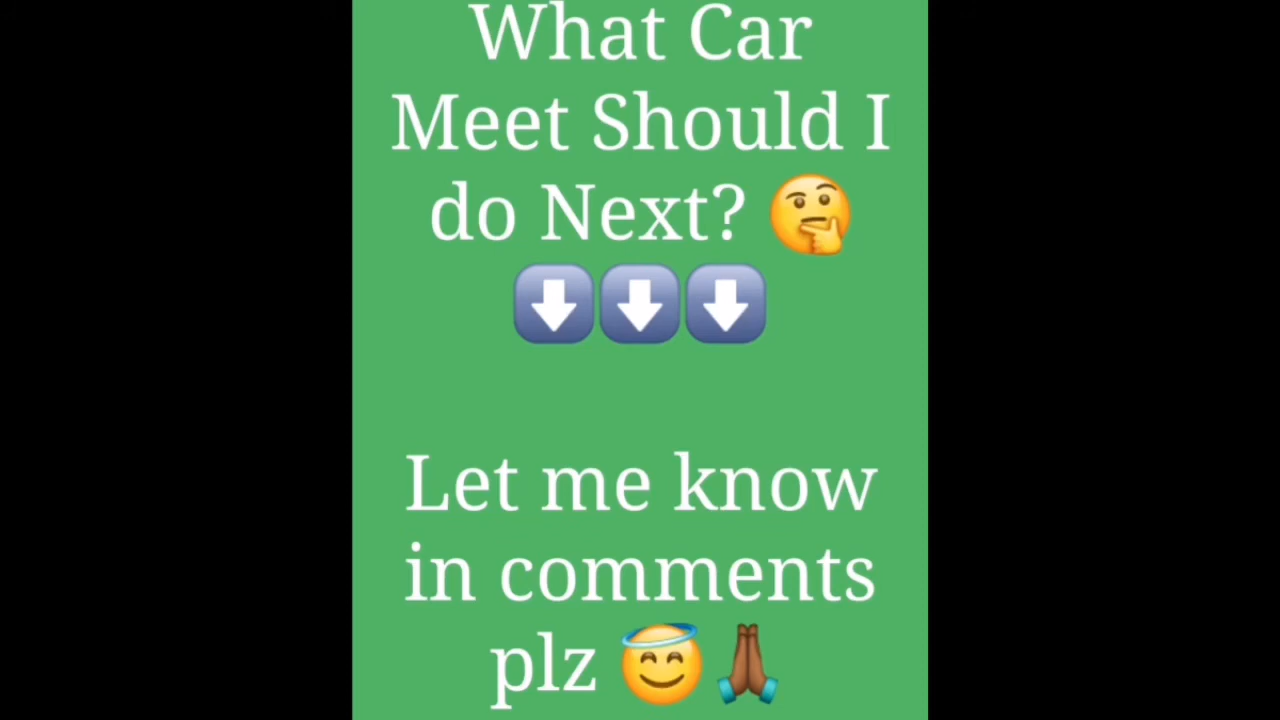 What Car
Meet Should I
do Next? 🤔
⬇️⬇️⬇️
Let me know
in comments
plz 😇🙏🏾